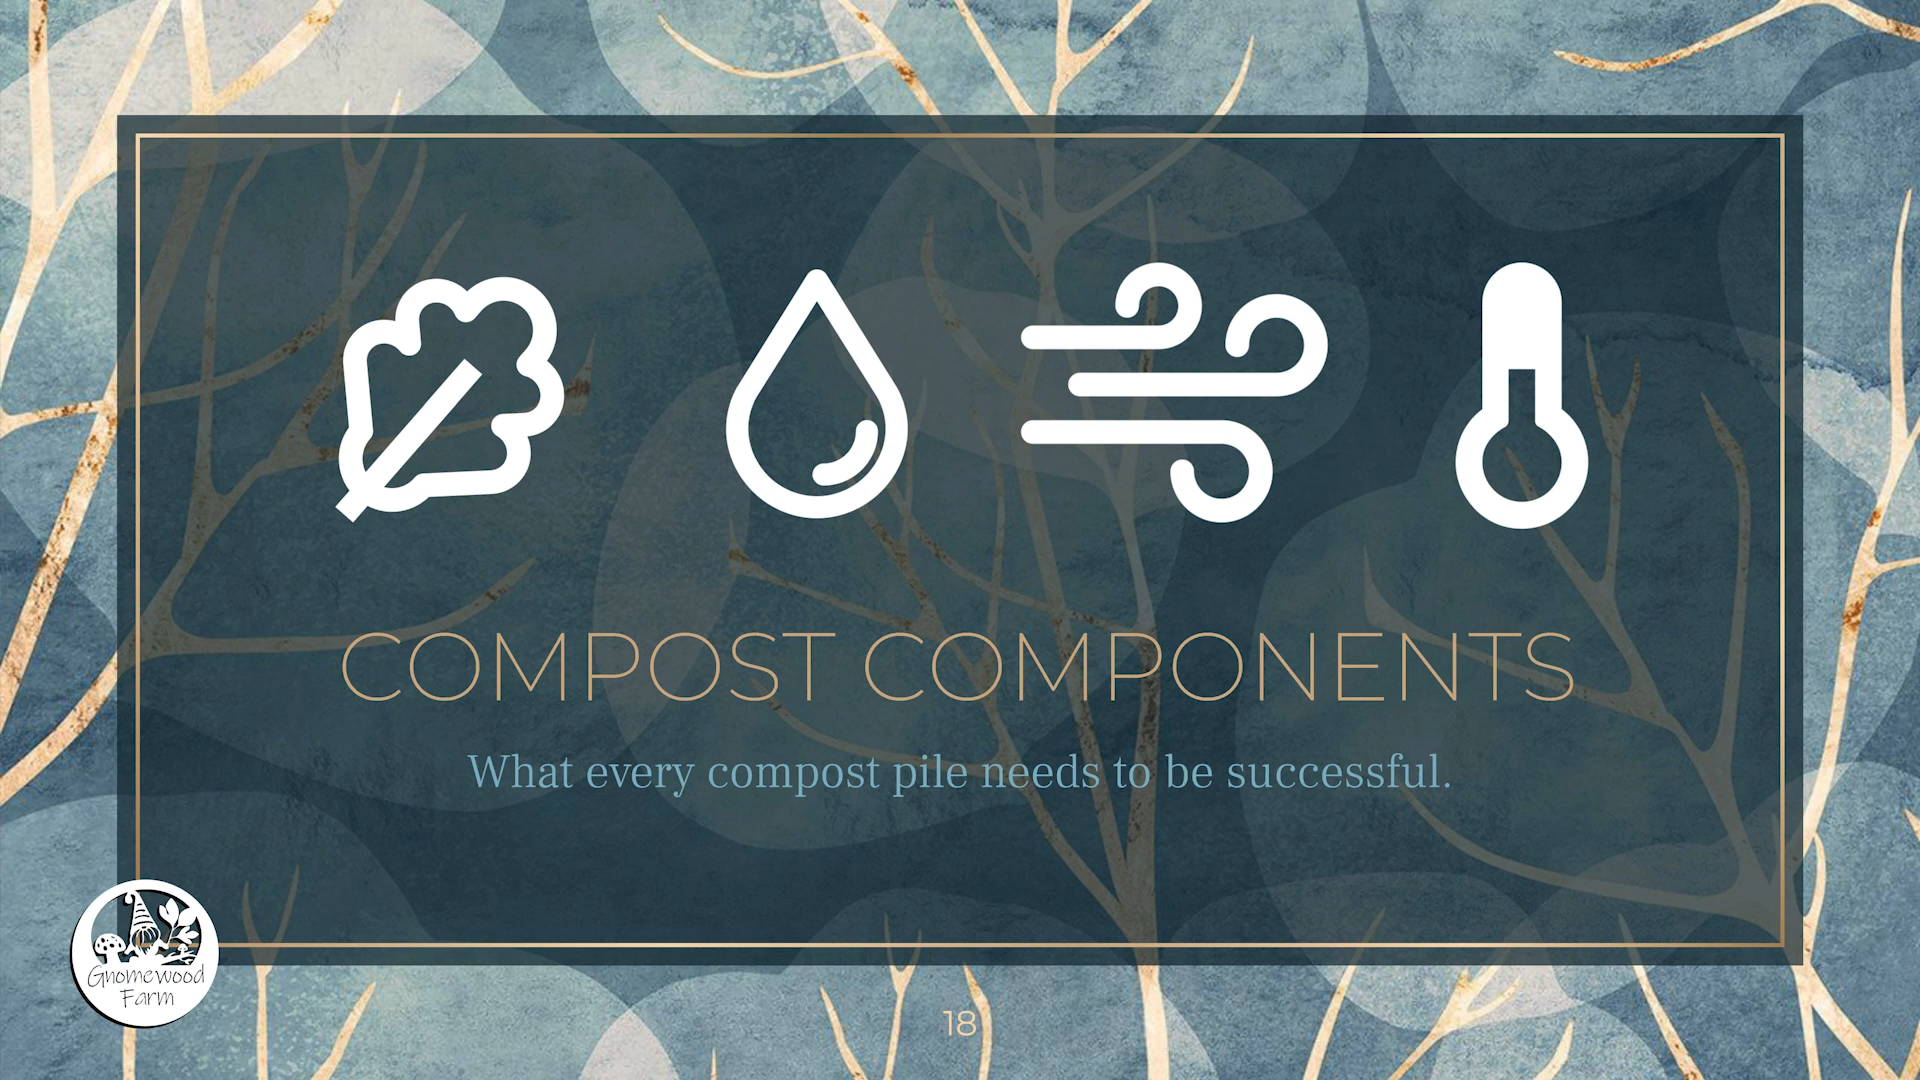 COMPOST COMPONENTS
What every compost pile needs to be successful.
Gnomewood
Farm
18